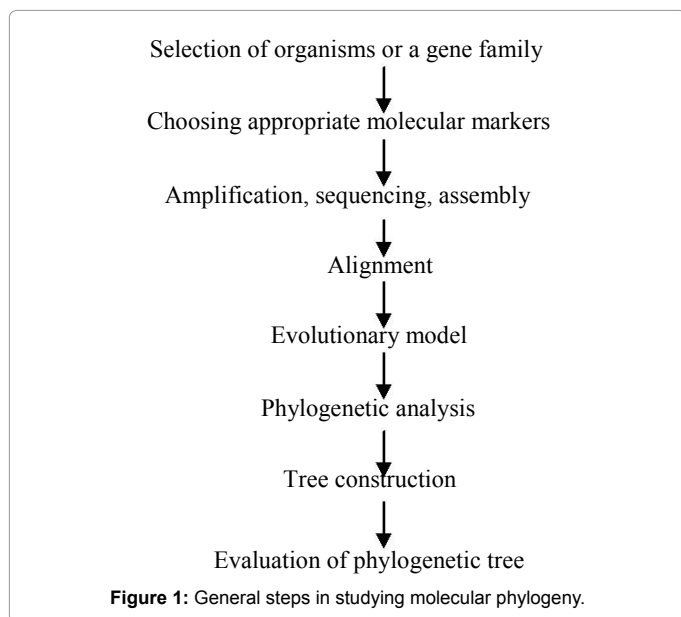 Selection of organisms or a gene family
Choosing appropriate molecular markers
Amplification, sequencing, assembly
Alignment
Evolutionary model
Phylogenetic analysis
Tree construction
Evaluation of phylogenetic tree
Figure 1: General steps in studying molecular phylogeny.